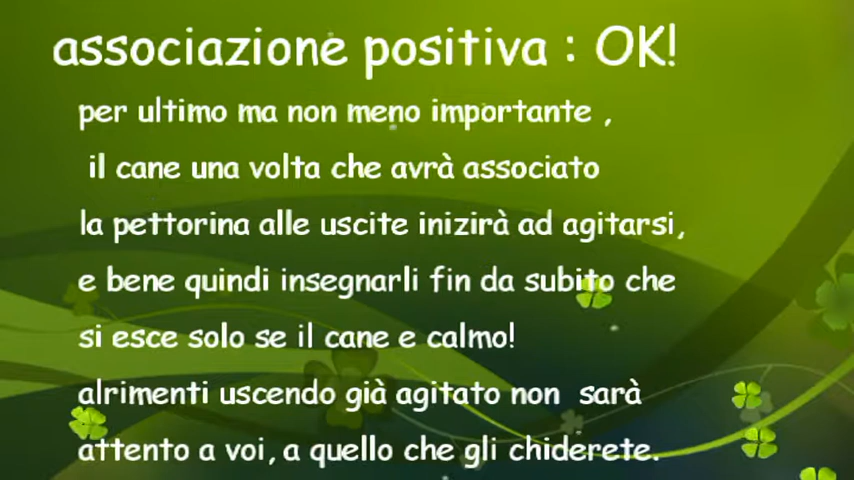 associazione positiva : OK!
per ultimo ma non meno importante ,
il cane una volta che avrà associato
la pettorina alle uscite inizirà ad agitarsi,
e bene quindi insegnarli fin da subito che
si esce solo se il cane e calmo!
alrimenti uscendo già agitato non sarà
attento a voi, a quello che gli chiderete.